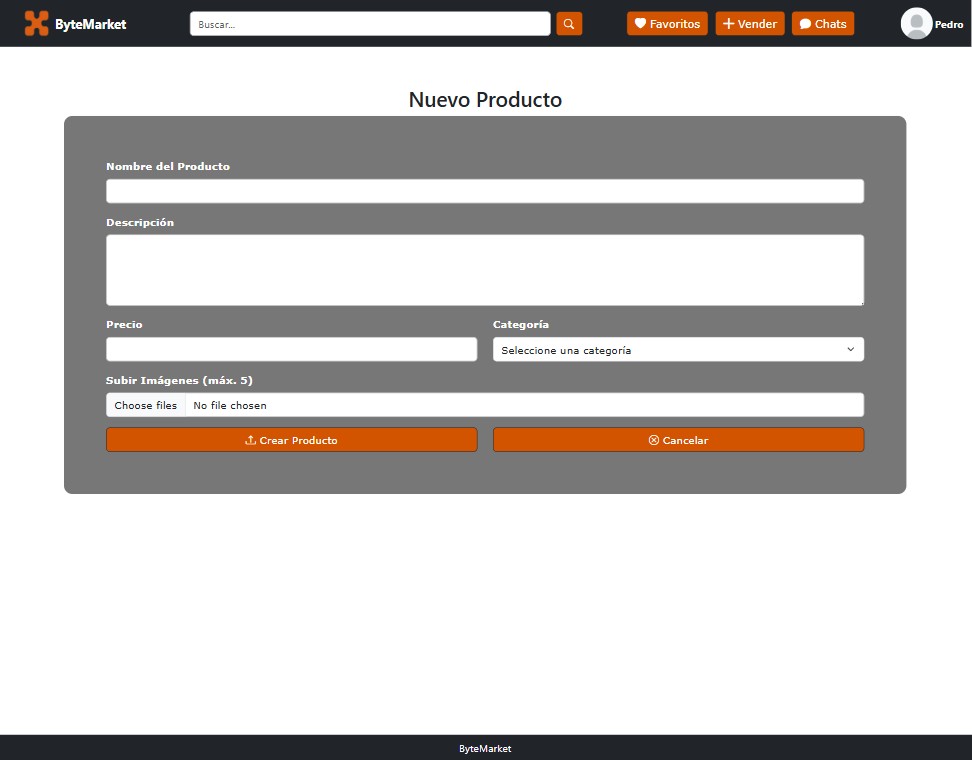 ByteMarket Buscar... Favoritos Vender Chats Pedro
Nuevo Producto
Nombre del Producto
Descripción
Precio Categoría
Seleccione una categoría
Subir Imágenes (máx. 5)
Choose files No file chosen
Crear Producto Cancelar
ByteMarket